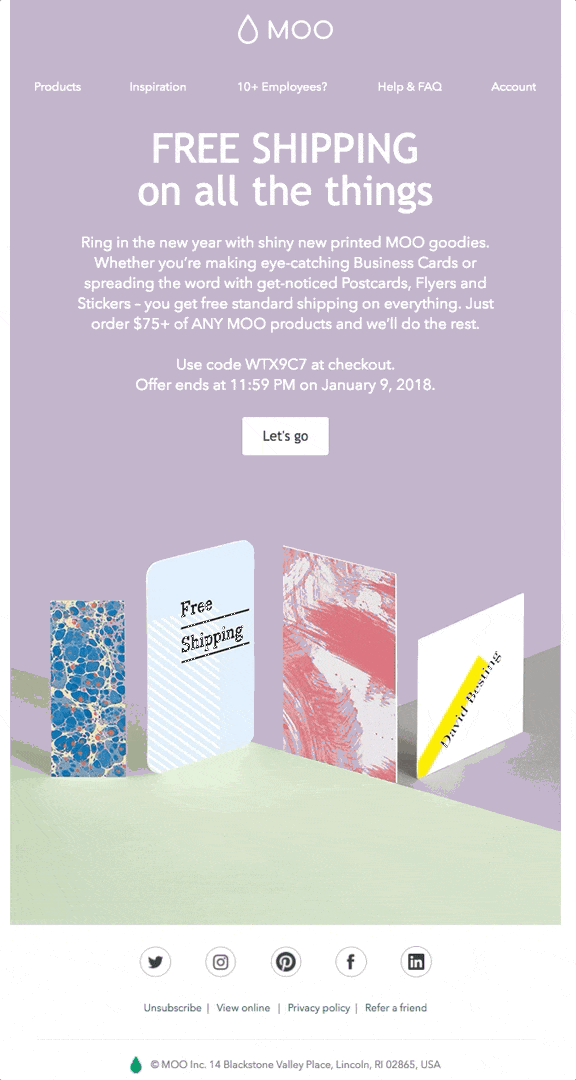 MOO
Products Inspiration 10+ Employees? Help & FAQ Account
FREE SHIPPING
on all the things
Ring in the new year with shiny new printed MOO goodies.
Whether you’re making eye-catching Business Cards or
spreading the word with get-noticed Postcards, Flyers and
Stickers – you get free standard shipping on everything. Just
order $75+ of ANY MOO products and we’ll do the rest.
Use code WTX9C7 at checkout.
Offer ends at 11:59 PM on January 9, 2018.
Let's go
Free
Shipping
David Besting
Unsubscribe | View online | Privacy policy | Refer a friend
© MOO Inc. 14 Blackstone Valley Place, Lincoln, RI 02865, USA